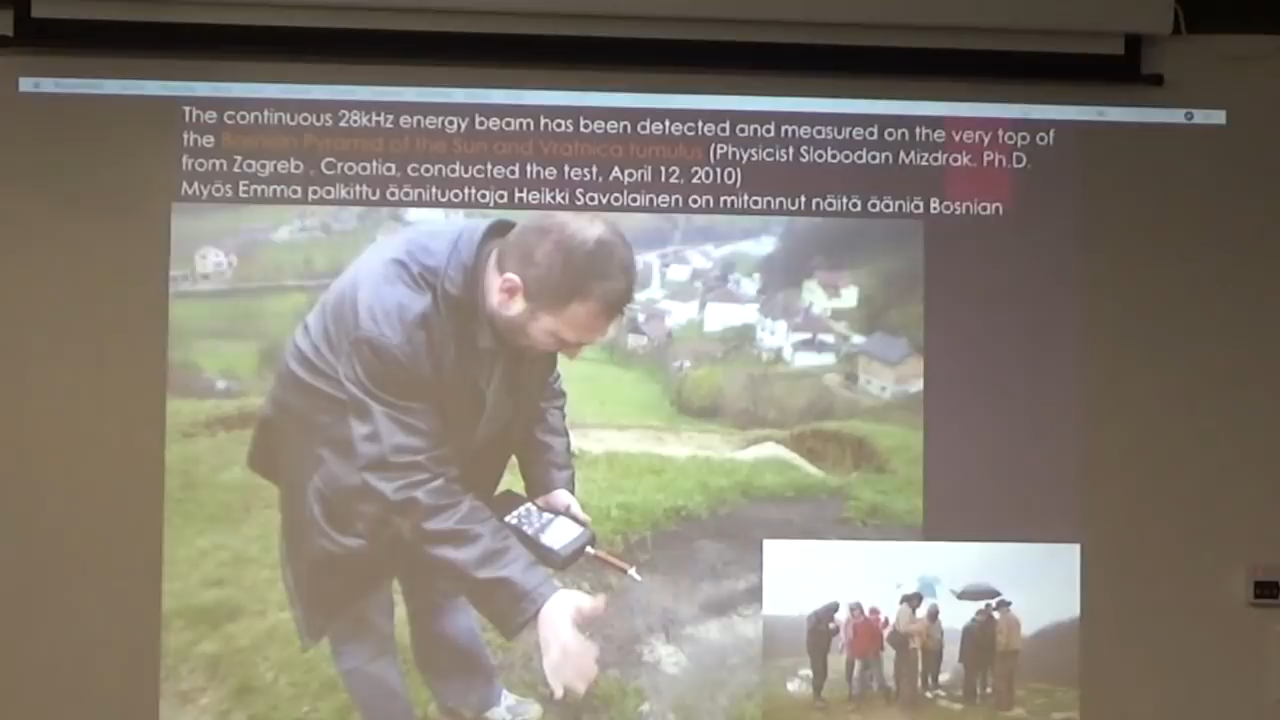 The continuous 28kHz energy beam has been detected and measured on the very top of
the Bosnian Pyramid of the Sun and Vratnica tumulus (Physicist Slobodan Mizdrak. Ph.D.
from Zagreb , Croatia, conducted the test, April 12, 2010)
Myös Emma palkittu äänituottaja Heikki Savolainen on mitannut näitä ääniä Bosnian